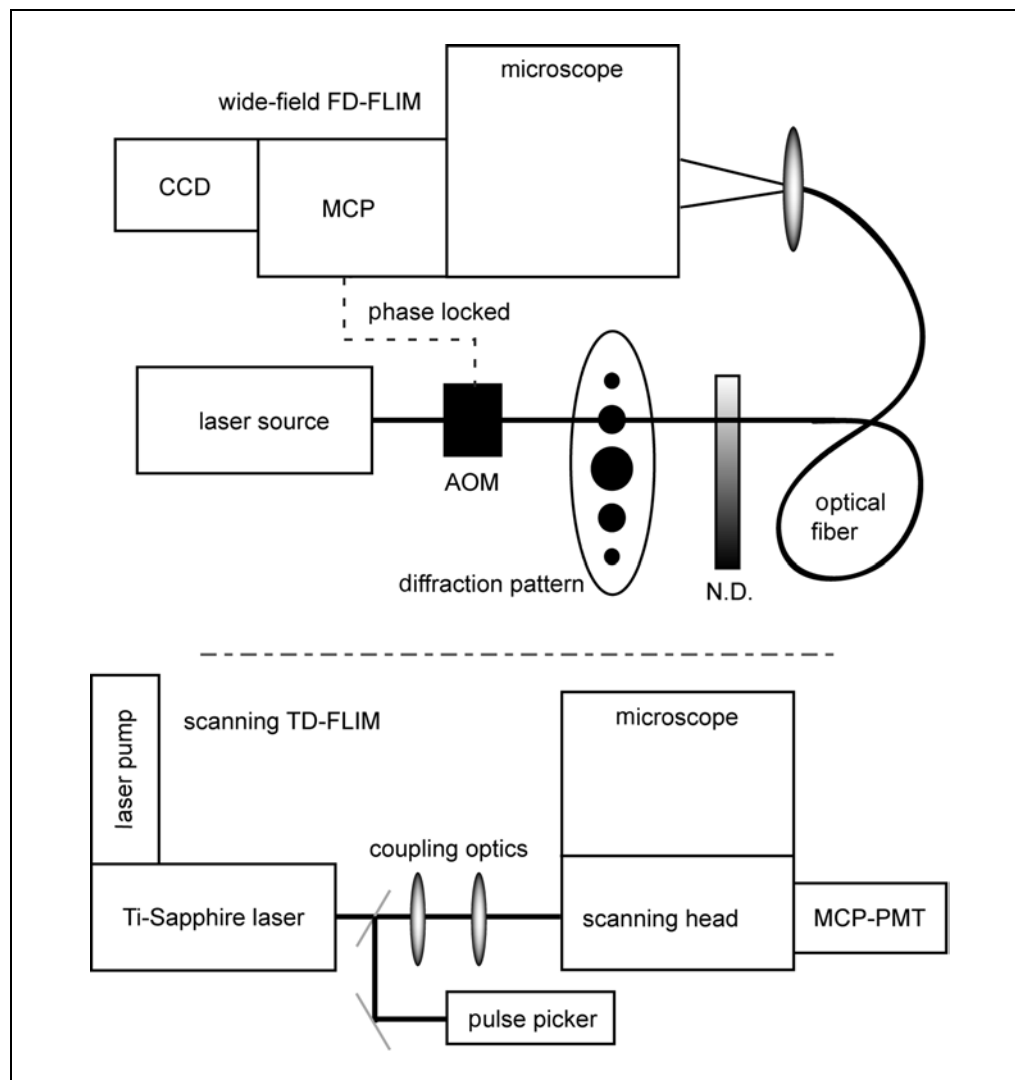 microscope
wide-field FD-FLIM
CCD
MCP
phase locked
laser source
AOM
optical
fiber
diffraction pattern
N.D.
scanning TD-FLIM
microscope
laser pump
coupling optics
Ti-Sapphire laser
scanning head
MCP-PMT
pulse picker